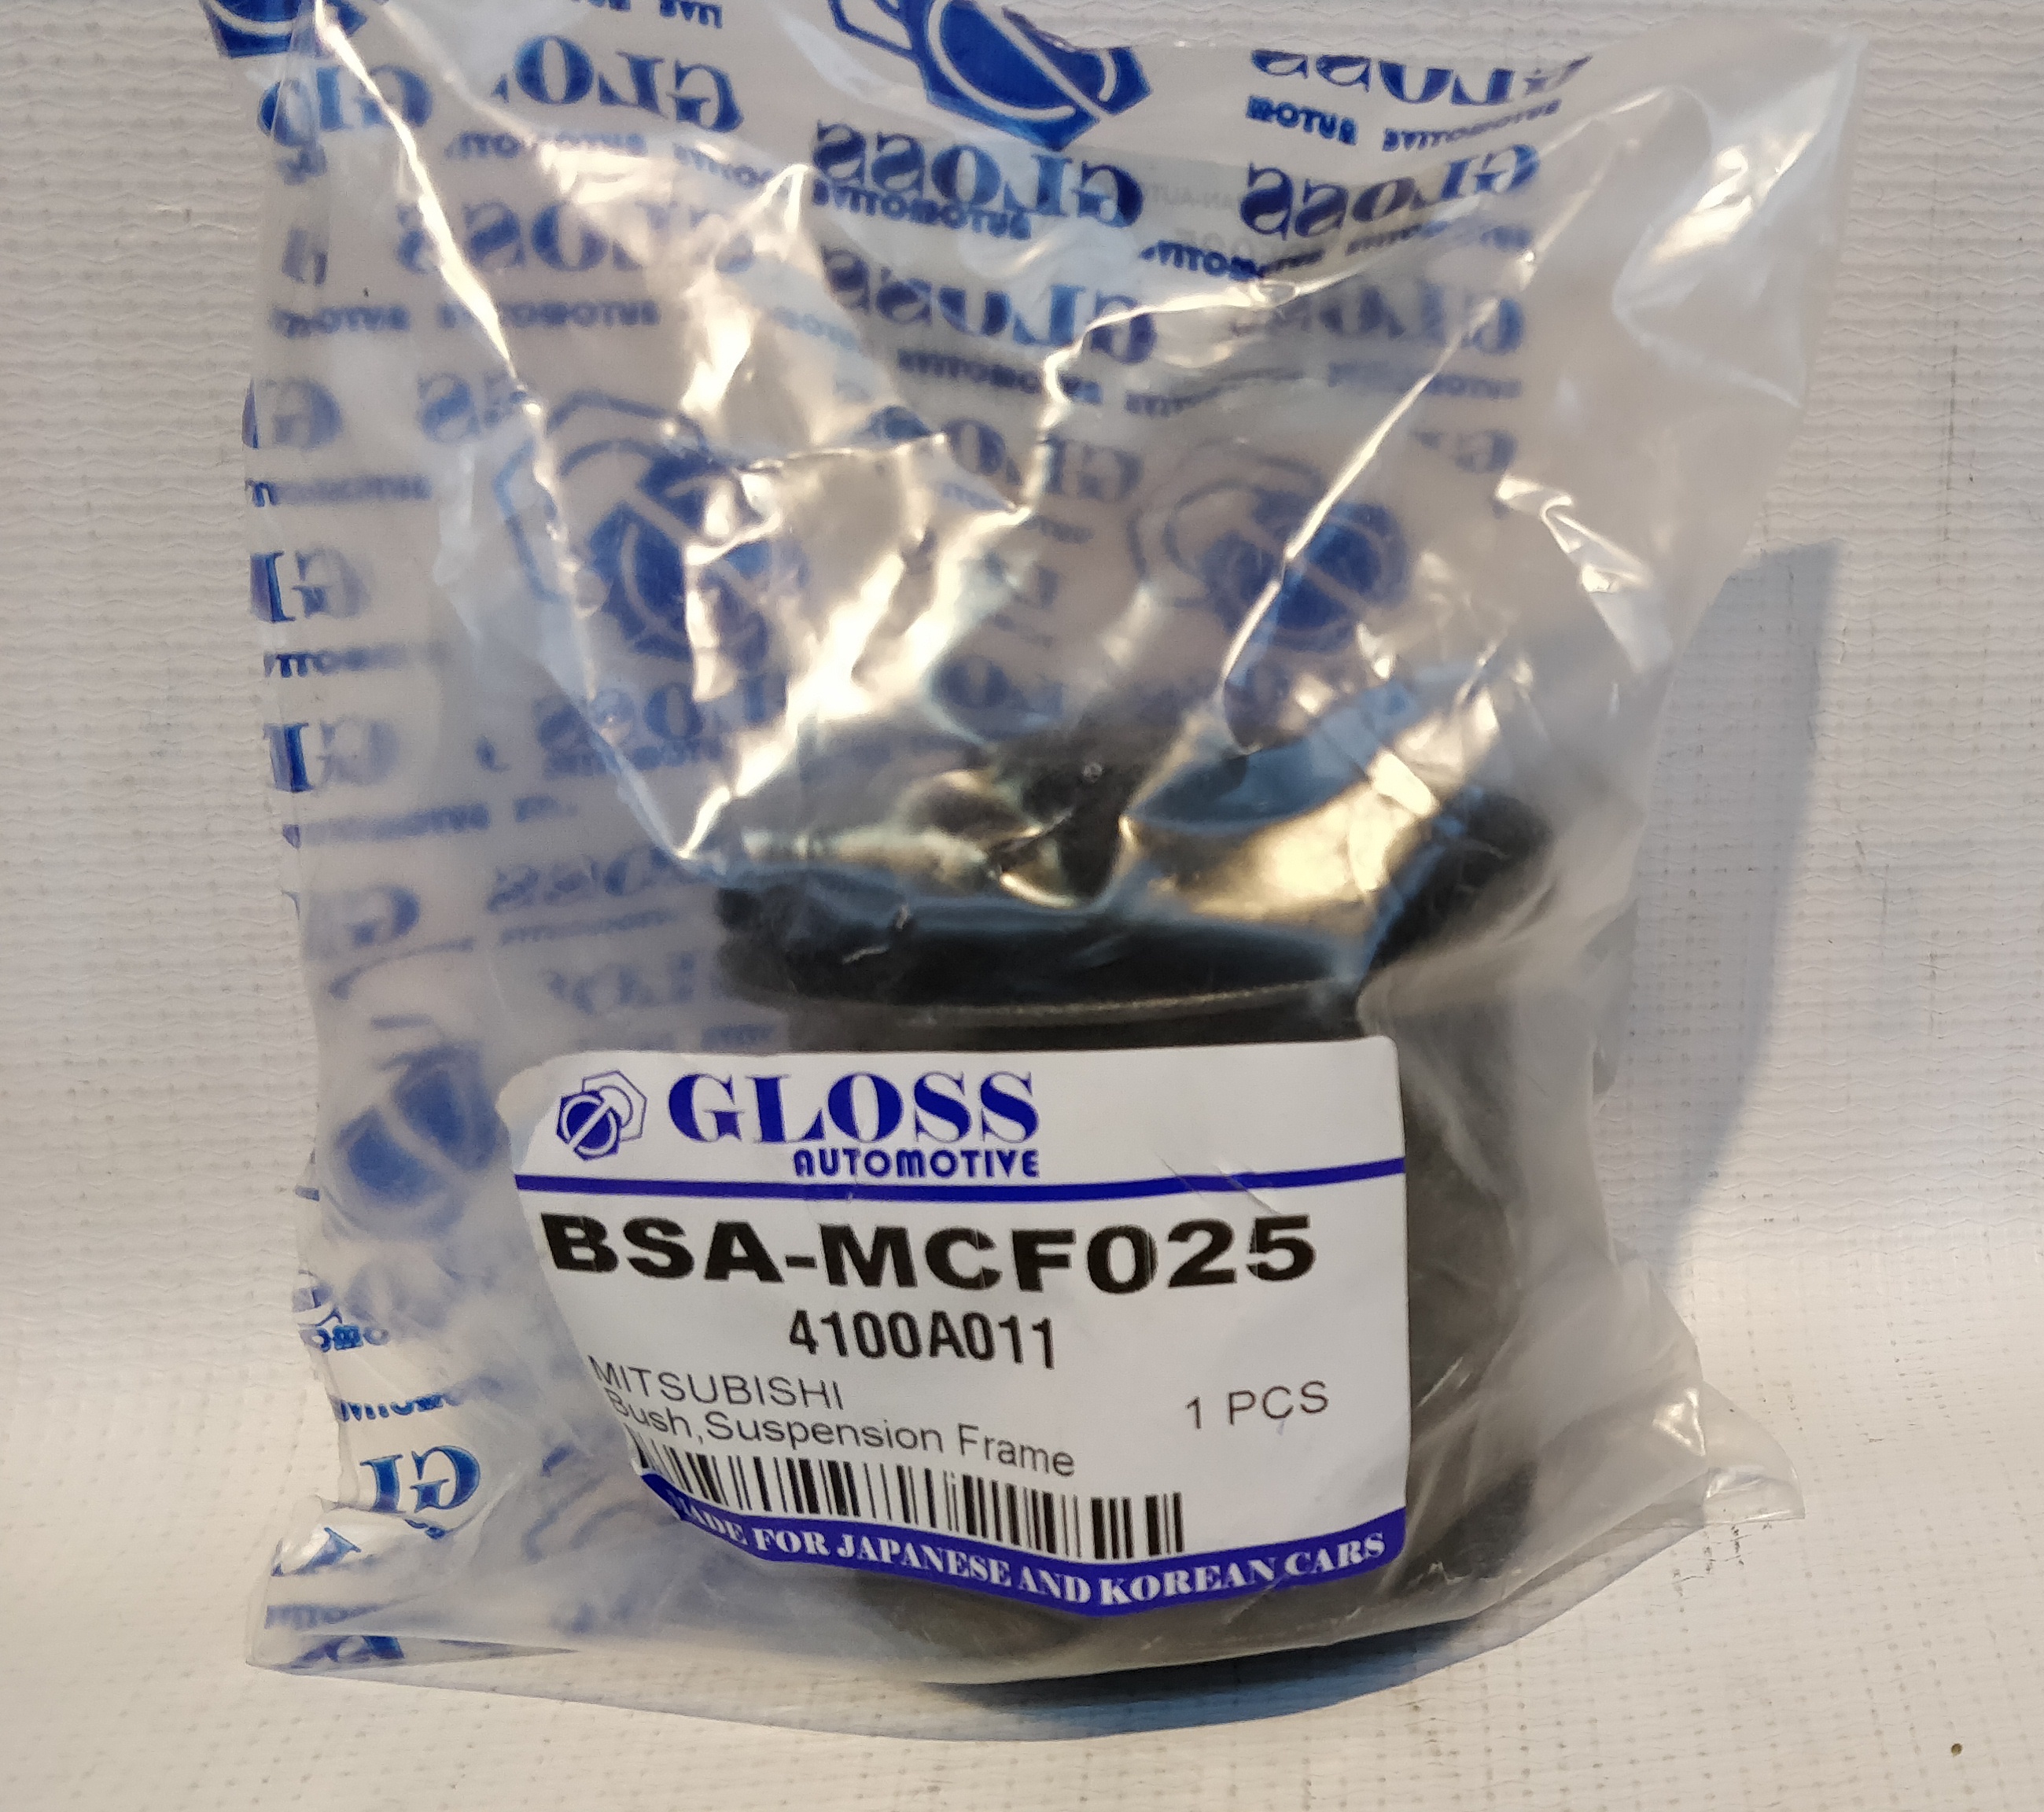 GLOSS
AUTOMOTIVE
BSA-MCF025
4100A011
MITSUBISHI
Bush,Suspension Frame
1 PCS
MADE FOR JAPANESE AND KOREAN CARS